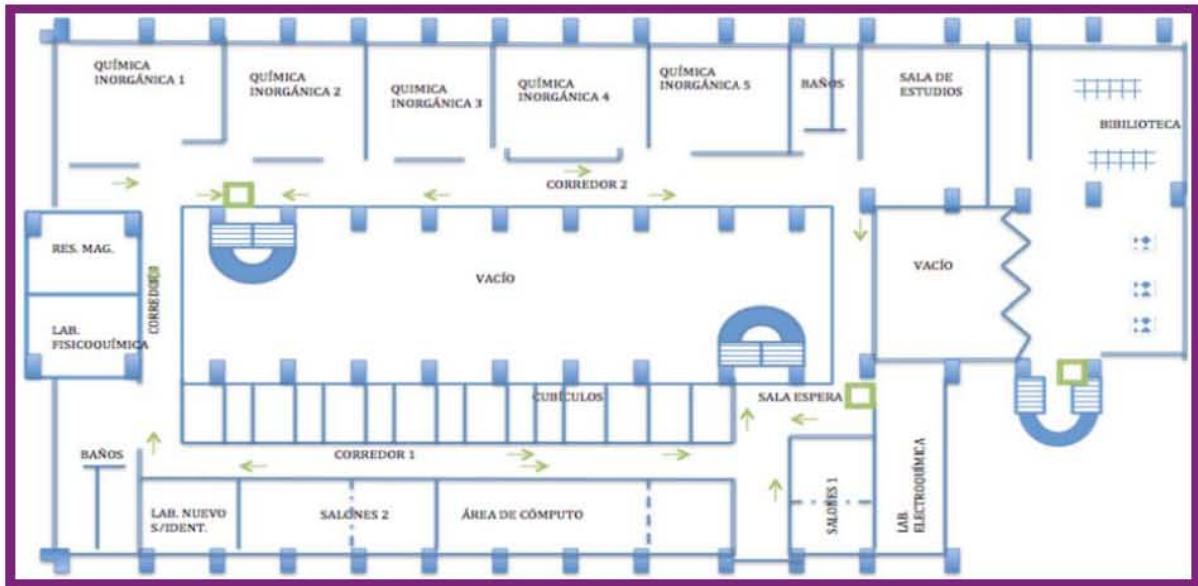 QUÍMICA
INORGÁNICA 1
QUÍMICA
INORGÁNICA 2
QUIMICA
INORGÁNICA 3
QUÍMICA
INORGÁNICA 4
QUÍMICA
INORGÁNICA 5
BAÑOS
SALA DE
ESTUDIOS
BIBILIOTECA
CORREDOR 2
RES. MAG.
LAB.
FISICOQUÍMICA
VACÍO
VACÍO
CUBÍCULOS
SALA ESPERA
BAÑOS
CORREDOR 1
LAB. NUEVO
S/IDENT.
SALONES 2
ÁREA DE CÓMPUTO
SALONES 1
LAB.
ELECTROQUÍMICA